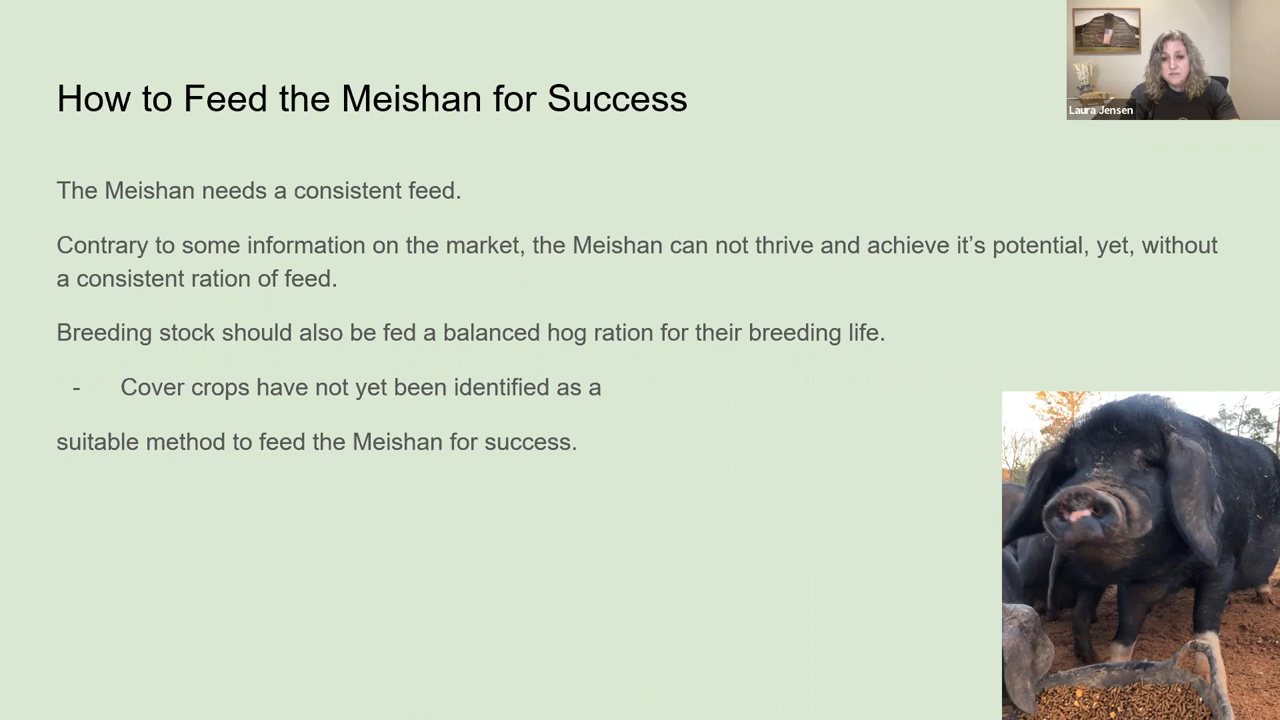 How to Feed the Meishan for Success
Laura Jensen
The Meishan needs a consistent feed.
Contrary to some information on the market, the Meishan can not thrive and achieve it’s potential, yet, without
a consistent ration of feed.
Breeding stock should also be fed a balanced hog ration for their breeding life.
- Cover crops have not yet been identified as a
suitable method to feed the Meishan for success.